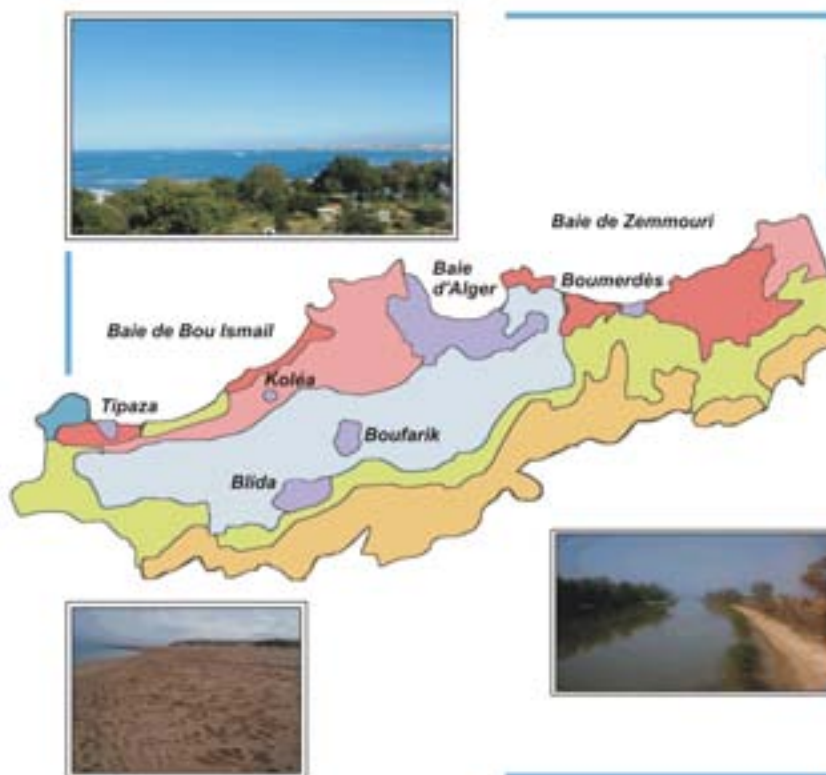 Baie de Zemmouri
Baie
d'Alger
Boumerdès
Baie de Bou Ismail
Koléa
Tipaza
Boufarik
Blida